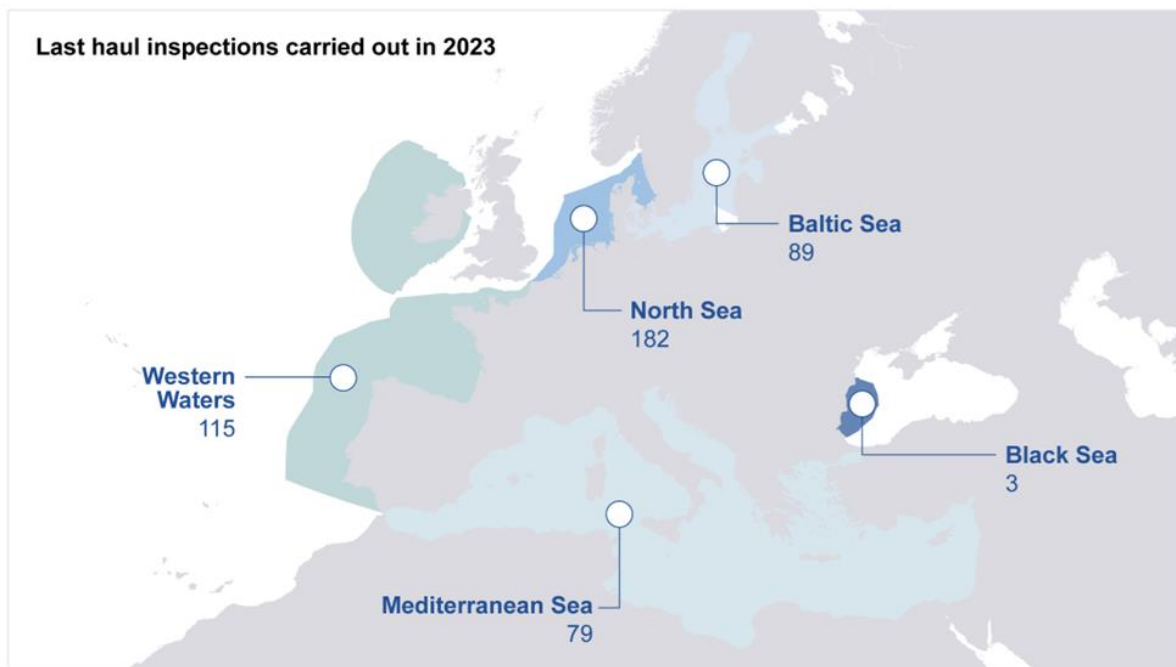 Last haul inspections carried out in 2023
Baltic Sea
89
North Sea
182
Western
Waters
115
Black Sea
3
Mediterranean Sea
79